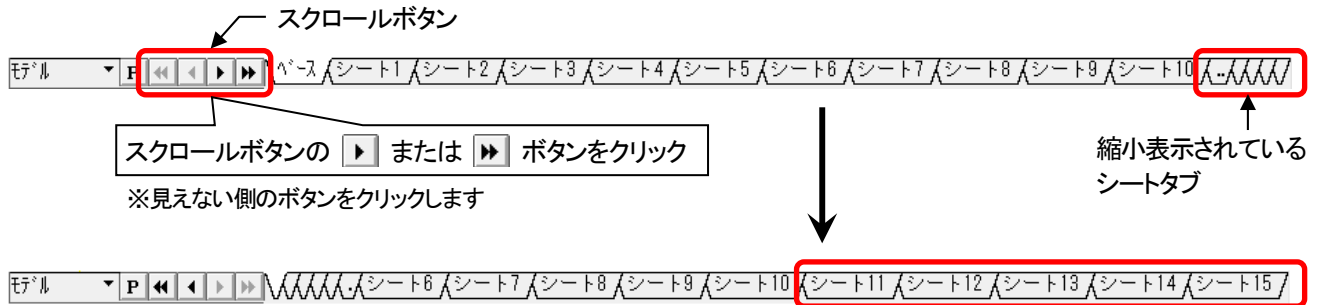 スクロールボタン
ﾓﾃﾞﾙ P ﾍﾞｰｽ シート1 シート2 シート3 シート4 シート5 シート6 シート7 シート8 シート9 シート10 ..
スクロールボタンの または ボタンをクリック
※見えない側のボタンをクリックします
縮小表示されている
シートタブ
ﾓﾃﾞﾙ P . シート6 シート7 シート8 シート9 シート10 シート11 シート12 シート13 シート14 シート15